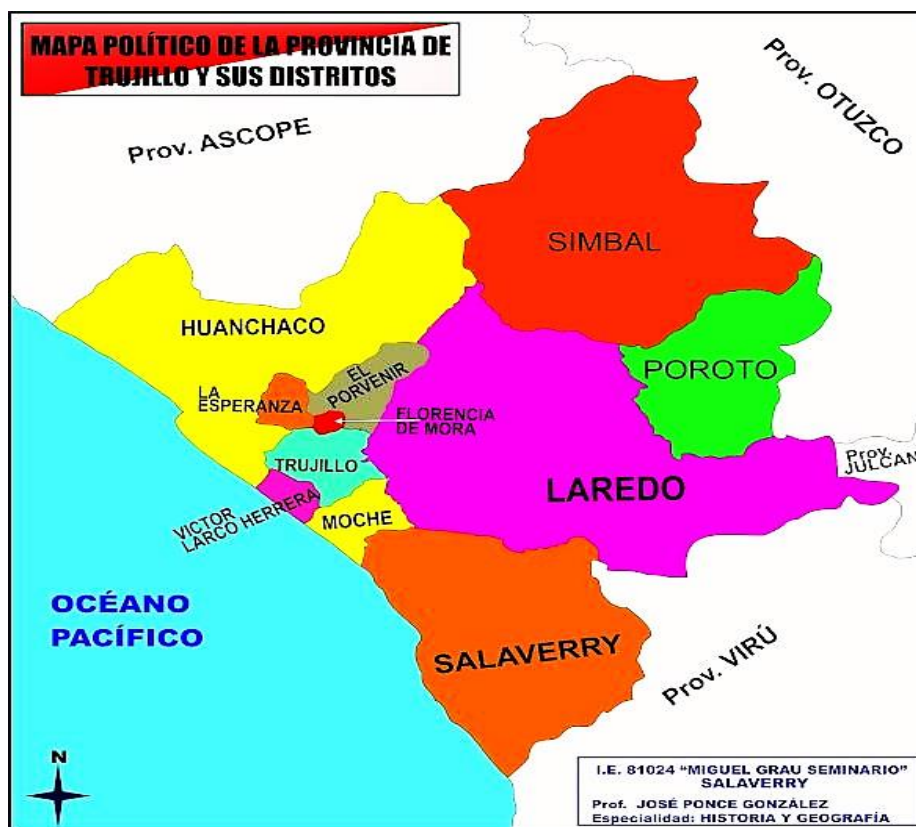 MAPA POLÍTICO DE LA PROVINCIA DE
TRUJILLO Y SUS DISTRITOS
Prov. ASCOPE
Prov. OTUZCO
SIMBAL
HUANCHACO
POROTO
EL
PORVENIR
LA
ESPERANZA
FLORENCIA
DE MORA
TRUJILLO
Prov.
JULCAN
LAREDO
VICTOR
LARCO HERRERA
MOCHE
OCÉANO
PACÍFICO
SALAVERRY
Prov. VIRÚ
N
I.E. 81024 "MIGUEL GRAU SEMINARIO"
SALAVERRY
Prof. JOSÉ PONCE GONZÁLEZ
Especialidad: HISTORIA Y GEOGRAFÍA